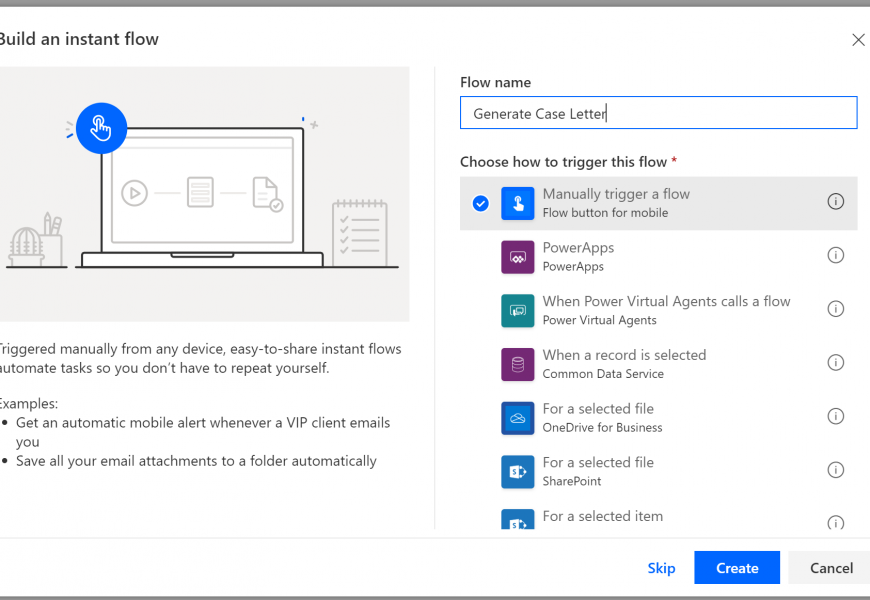 Build an instant flow
Flow name
Generate Case Letter
Choose how to trigger this flow *
Manually trigger a flow
Flow button for mobile
PowerApps
PowerApps
When Power Virtual Agents calls a flow
Power Virtual Agents
When a record is selected
Common Data Service
For a selected file
OneDrive for Business
For a selected file
SharePoint
For a selected item
Triggered manually from any device, easy-to-share instant flows
automate tasks so you don't have to repeat yourself.
Examples:
• Get an automatic mobile alert whenever a VIP client emails
you
• Save all your email attachments to a folder automatically
Skip
Create
Cancel